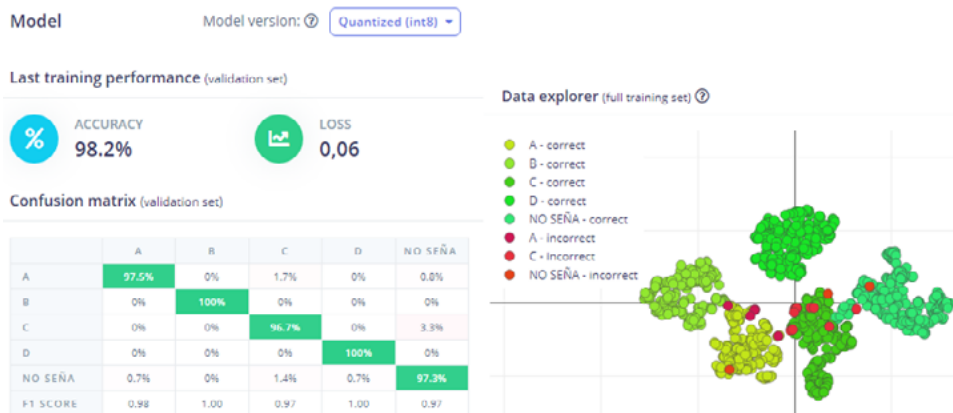 Model
Model version: ? Quantized (int8)
Last training performance (validation set)
% ACCURACY
98.2%
LOSS
0,06
Confusion matrix (validation set)
A B C D NO SEÑA
A 97.5% 0% 1.7% 0% 0.8%
B 0% 100% 0% 0% 0%
C 0% 0% 96.7% 0% 3.3%
D 0% 0% 0% 100% 0%
NO SEÑA 0.7% 0% 1.4% 0.7% 97.3%
F1 SCORE 0.98 1.00 0.97 1.00 0.97
Data explorer (full training set) ?
A - correct
B - correct
C - correct
D - correct
NO SEÑA - correct
A - incorrect
C - incorrect
NO SEÑA - incorrect